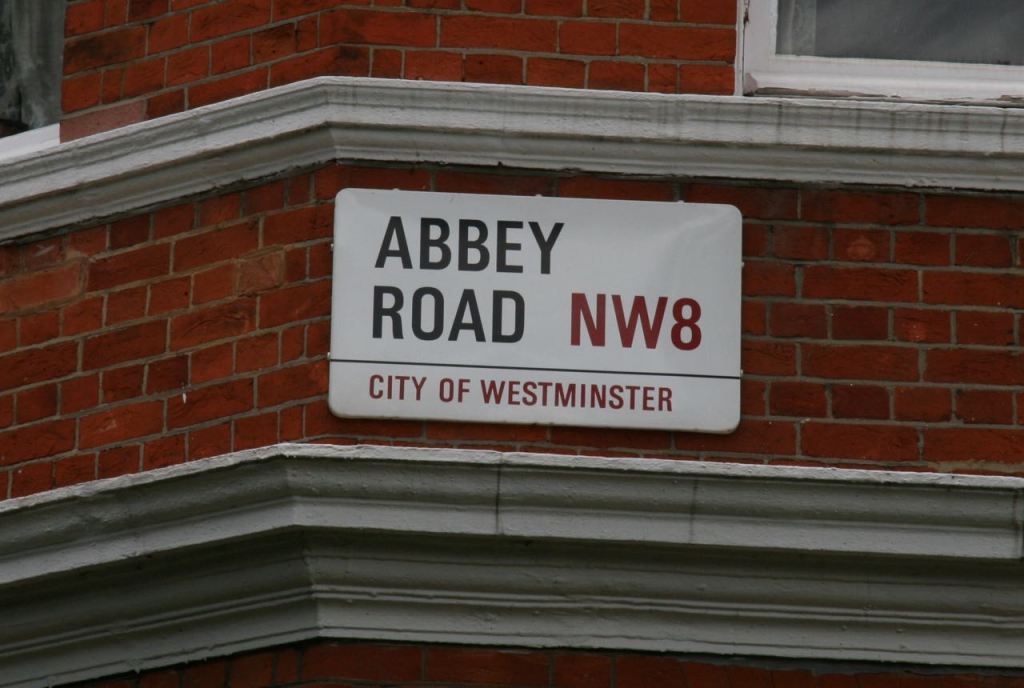 ABBEY
ROAD NW8
CITY OF WESTMINSTER